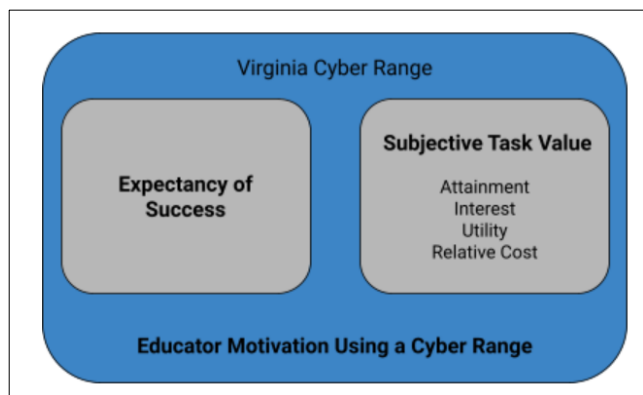 Virginia Cyber Range
Expectancy of
Success
Subjective Task Value
Attainment
Interest
Utility
Relative Cost
Educator Motivation Using a Cyber Range